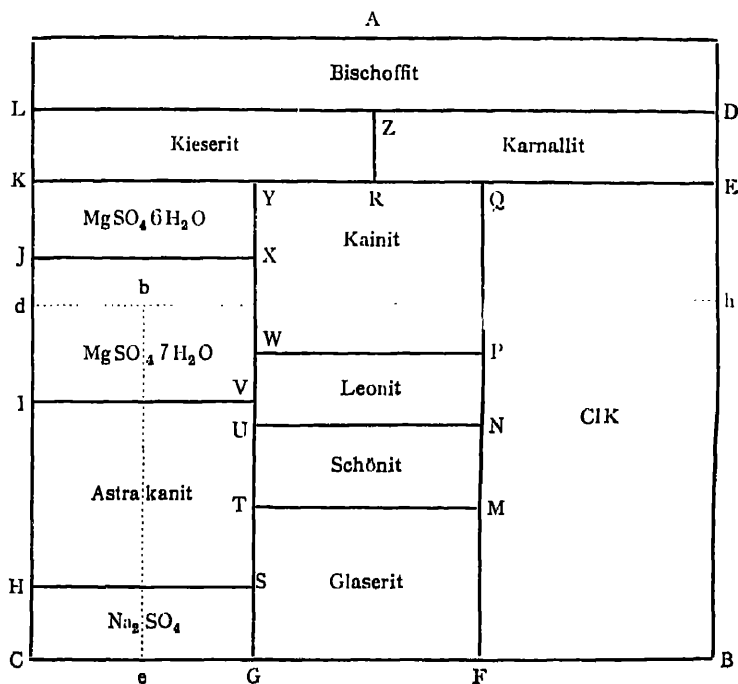 A
Bischoffit
L D
Z
Kieserit Karnallit
K E
Y R Q
MgSO₄ 6H₂O
Kainit
J X
b
d h
W P
MgSO₄ 7H₂O
V
Leonit
I
ClK
U N
Schönit
Astrakanit
T M
H S Glaserit
Na₂SO₄
C B
e G F